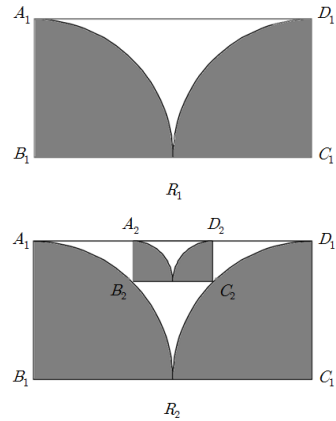 A₁ D₁
B₁ C₁
R₁
A₂ D₂
A₁ D₁
B₂ C₂
B₁ C₁
R₂